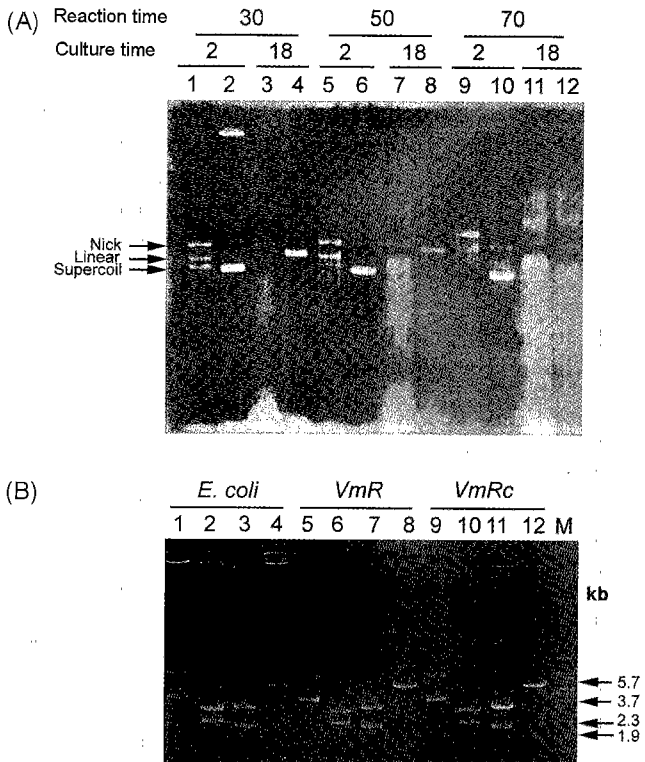 (A) Reaction time 30 50 70
Culture time 2 18 2 18 2 18
1 2 3 4 5 6 7 8 9 10 11 12
Nick
Linear
Supercoil
(B) E. coli VmR VmRc
1 2 3 4 5 6 7 8 9 10 11 12 M
kb
5.7
3.7
2.3
1.9